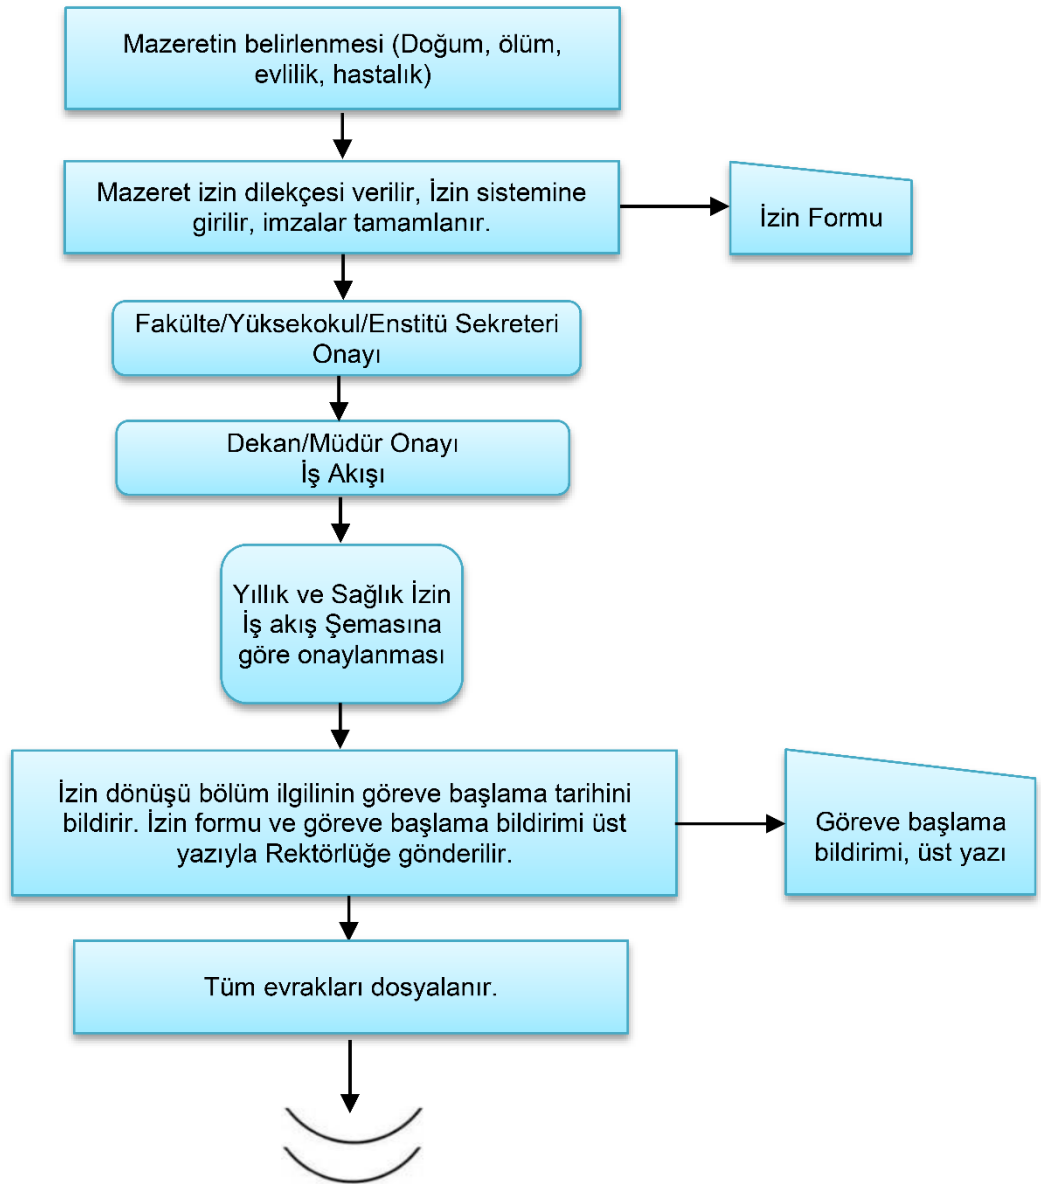 Mazeretin belirlenmesi (Doğum, ölüm,
evlilik, hastalık)
Mazeret izin dilekçesi verilir, İzin sistemine
girilir, imzalar tamamlanır.
İzin Formu
Fakülte/Yüksekokul/Enstitü Sekreteri
Onayı
Dekan/Müdür Onayı
İş Akışı
Yıllık ve Sağlık İzin
İş akış Şemasına
göre onaylanması
İzin dönüşü bölüm ilgilinin göreve başlama tarihini
bildirir. İzin formu ve göreve başlama bildirimi üst
yazıyla Rektörlüğe gönderilir.
Göreve başlama
bildirimi, üst yazı
Tüm evrakları dosyalanır.